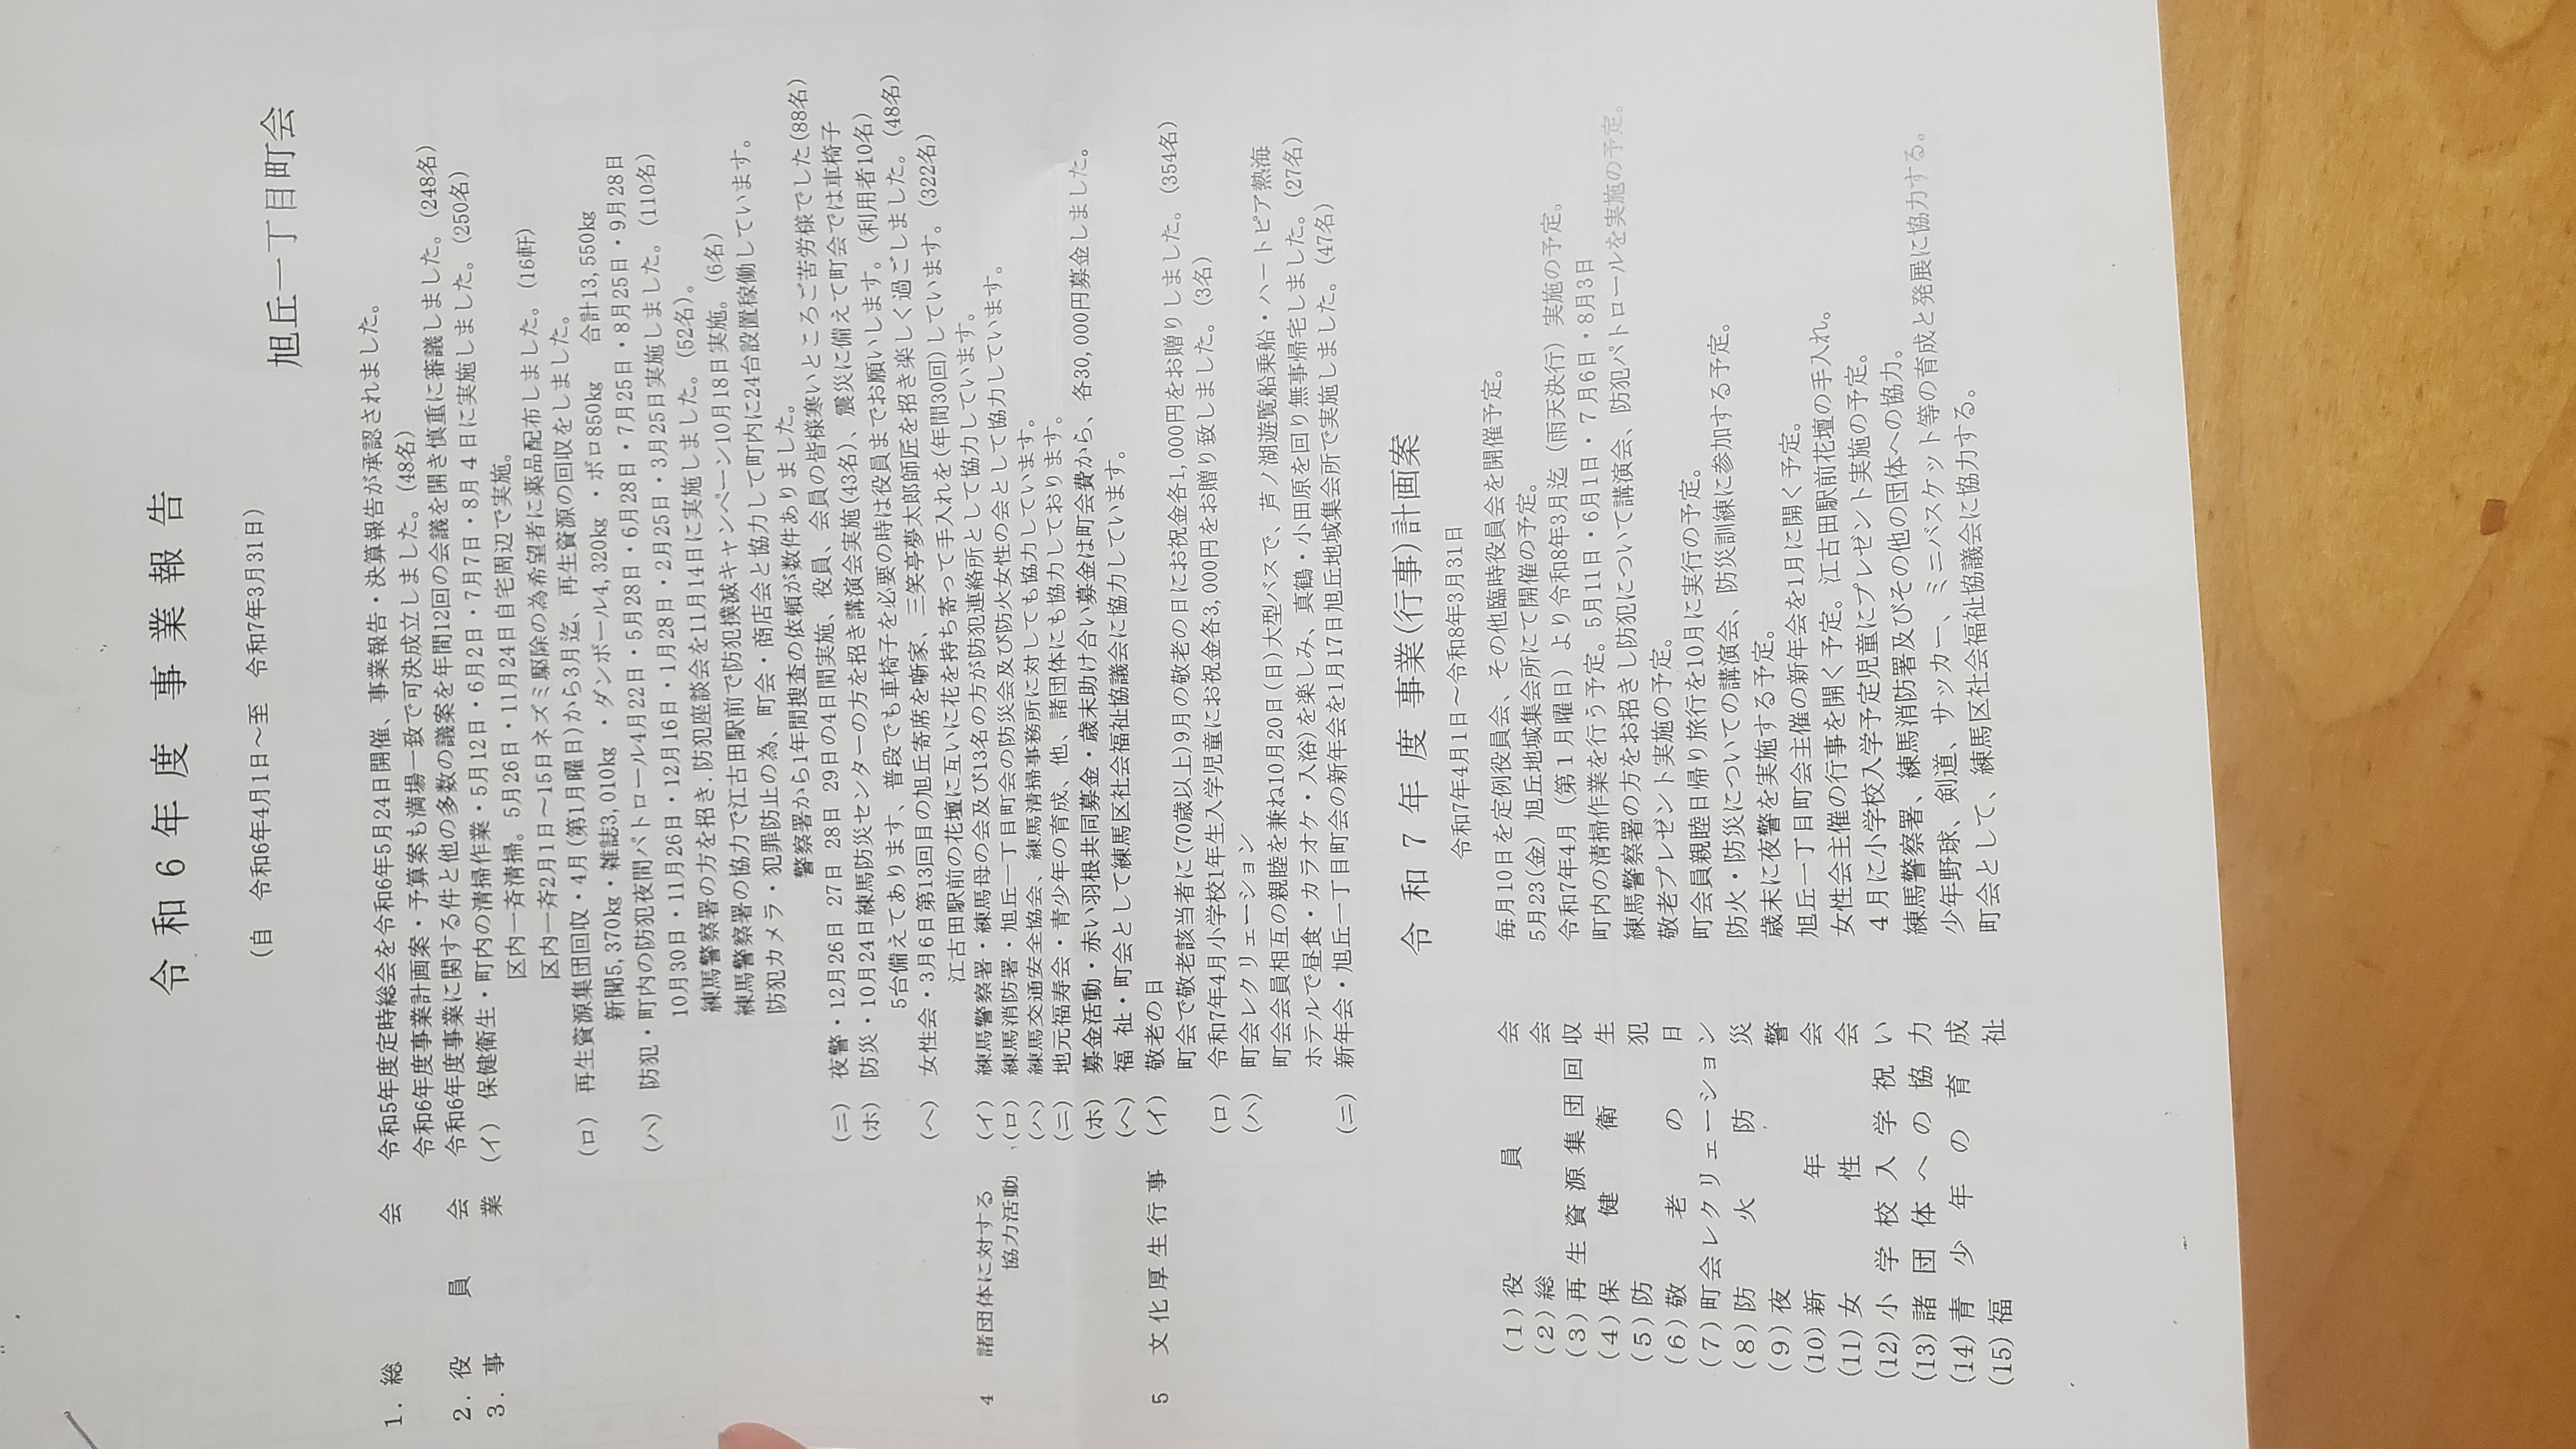 令和6年度 事業報告
(自 令和6年4月1日～至 令和7年3月31日)
旭丘一丁目町会
1.総会 令和5年度定時総会を令和6年5月24日開催、事業報告・決算報告が承認されました。
令和6年度事業計画案・予算案も満場一致で可決成立しました。(48名)
2.役員会 令和6年度事業に関する件と他の多数の議案を年間12回の会議を開き慎重に審議しました。(248名)
3.事業 (イ) 保健衛生・町内の清掃作業・5月12日・6月2日・7月7日・8月4日に実施しました。(250名)
区内一斉清掃。5月26日・11月24日自宅周辺で実施。
区内一斉2月1日～15日ネズミ駆除の為希望者に薬品配布しました。(16軒)
(ロ) 再生資源集団回収・4月(第1月曜日)から3月迄、再生資源の回収をしました。
新聞5,370kg・雑誌3,010kg ・ダンボール4,320kg ・ボロ850kg 合計13,550kg
(ハ) 防犯・町内の防犯夜間パトロール4月22日・5月28日・6月28日・7月25日・8月25日・9月28日
10月30日・11月26日・12月16日・1月28日・2月25日・3月25日実施しました。(110名)
練馬警察署の方を招き.防犯座談会を11月14日に実施しました。(52名)。
練馬警察署の協力で江古田駅前で防犯撲滅キャンペーン10月18日実施。(6名)
防犯カメラ・犯罪防止の為、町会・商店会と協力して町内に24台設置稼働しています。
警察署から1年間捜査の依頼が数件ありました。
(ニ) 夜警・12月26日 27日 28日 29日の4日間実施、役員、会員の皆様寒いところご苦労様でした(88名)
(ホ) 防災・10月24日練馬防災センターの方を招き講演会実施(43名)、震災に備えて町会では車椅子
5台備えてあります、普段でも車椅子を必要の時は役員までお願いします。(利用者10名)
(ヘ) 女性会・3月6日第13回目の旭丘寄席を噺家、三笑亭夢太郎師匠を招き楽しく過ごしました。(48名)
江古田駅前の花壇に互いに花を持ち寄って手入れを(年間30回)しています。(322名)
4 諸団体に対する (イ) 練馬警察署・練馬母の会及び13名の方が防犯連絡所として協力しています。
協力活動 (ロ) 練馬消防署・旭丘一丁目町会の防災会及び防火女性の会として協力しています。
(ハ) 練馬交通安全協会、練馬清掃事務所に対しても協力しています。
(ニ) 地元福寿会・青少年の育成、他、諸団体にも協力しております。
(ホ) 募金活動・赤い羽根共同募金・歳末助け合い募金は町会費から、各30,000円募金しました。
(ヘ) 福 祉・町会として練馬区社会福祉協議会に協力しています。
5 文化厚生行事 (イ) 敬老の日
町会で敬老該当者に(70歳以上)9月の敬老の日にお祝金各1,000円をお贈りしました。(354名)
(ロ) 令和7年4月小学校1年生入学児童にお祝金各3,000円をお贈り致しました。(3名)
(ハ) 町会レクリェーション
町会会員相互の親睦を兼ね10月20日(日)大型バスで、芦ノ湖遊覧船乗船・ハートピア熱海
ホテルで昼食・カラオケ・入浴)を楽しみ、真鶴・小田原を回り無事帰宅しました。(27名)
(ニ) 新年会・旭丘一丁目町会の新年会を1月17日旭丘地域集会所で実施しました。(47名)
令和7年度 事業(行事)計画案
令和7年4月1日～令和8年3月31日
(1)役員会 毎月10日を定例役員会、その他臨時役員会を開催予定。
(2)総会 5月23(金) 旭丘地域集会所にて開催の予定。
(3)再生資源集団回収 令和7年4月（第1月曜日）より令和8年3月迄（雨天決行）実施の予定。
(4)保健衛生 町内の清掃作業を行う予定。5月11日・6月1日・7月6日・8月3日
(5)防犯 練馬警察署の方をお招きし防犯について講演会、防犯パトロールを実施の予定。
(6)敬老の日 敬老プレゼント実施の予定。
(7)町会レクリェーション 町会員親睦日帰り旅行を10月に実行の予定。
(8)防火防災 防火・防災についての講演会、防災訓練に参加する予定。
(9)夜警 歳末に夜警を実施する予定。
(10)新年会 旭丘一丁目町会主催の新年会を1月に開く予定。
(11)女性会 女性会主催の行事を開く予定。江古田駅前花壇の手入れ。
(12)小学校入学祝い 4月に小学校入学予定児童にプレゼント実施の予定。
(13)諸団体への協力 練馬警察署、練馬消防署及びその他の団体への協力。
(14)青少年の育成 少年野球、剣道、サッカー、ミニバスケット等の育成と発展に協力する。
(15)福祉 町会として、練馬区社会福祉協議会に協力する。